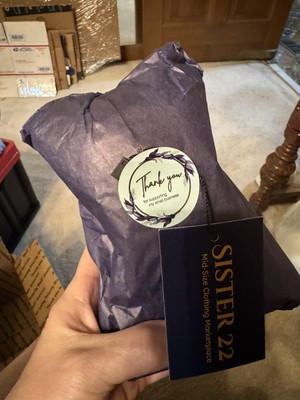 Thank you
for supporting
my small business
SISTER 22
Mid-Size Clothing Marketplace